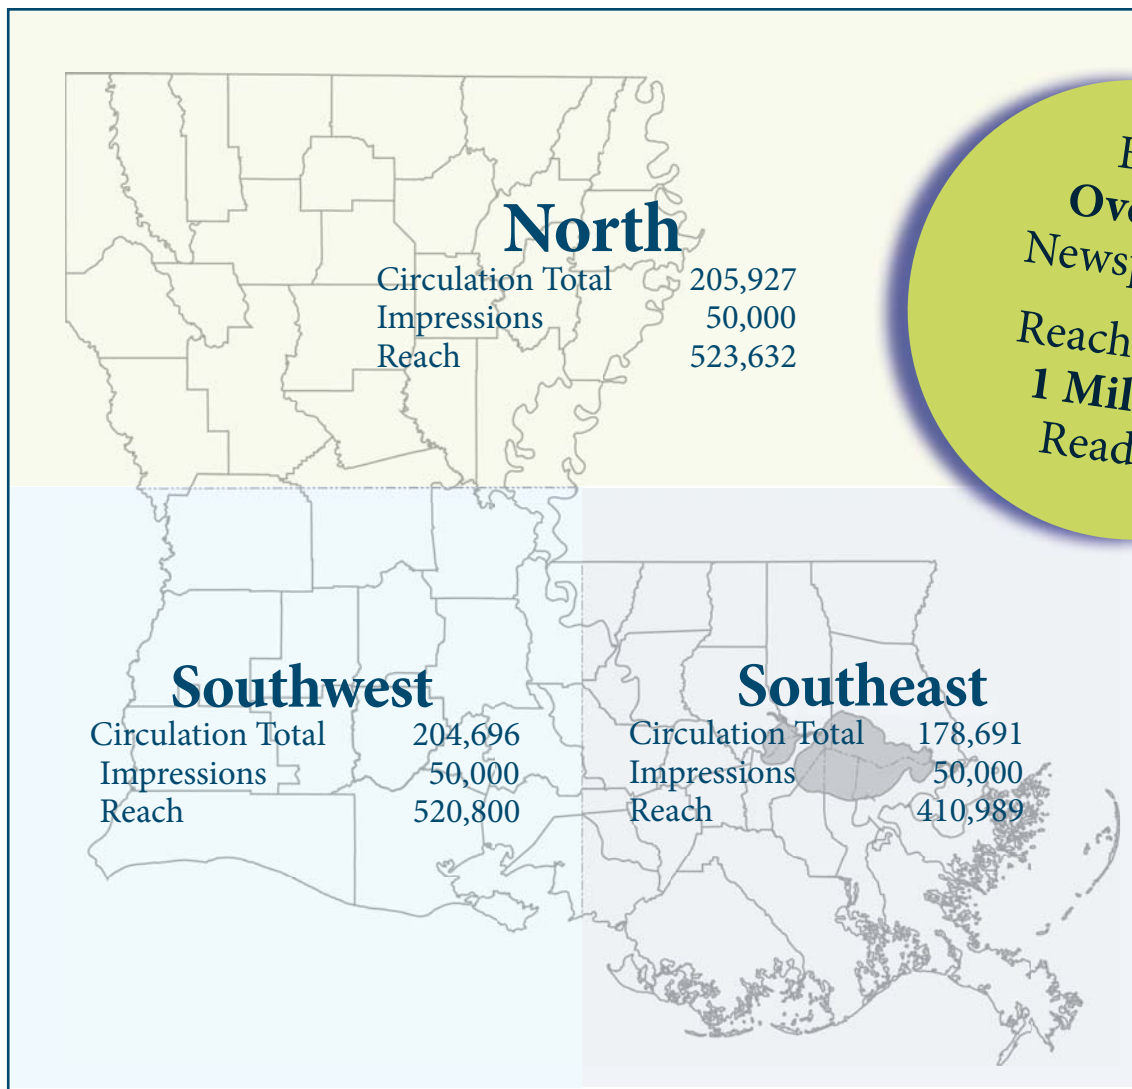 North
Circulation Total 205,927
Impressions 50,000
Reach 523,632
Reach
1
Southwest
Circulation Total 204,696
Impressions 50,000
Reach 520,800
Southeast
Circulation Total 178,691
Impressions 50,000
Reach 410,989